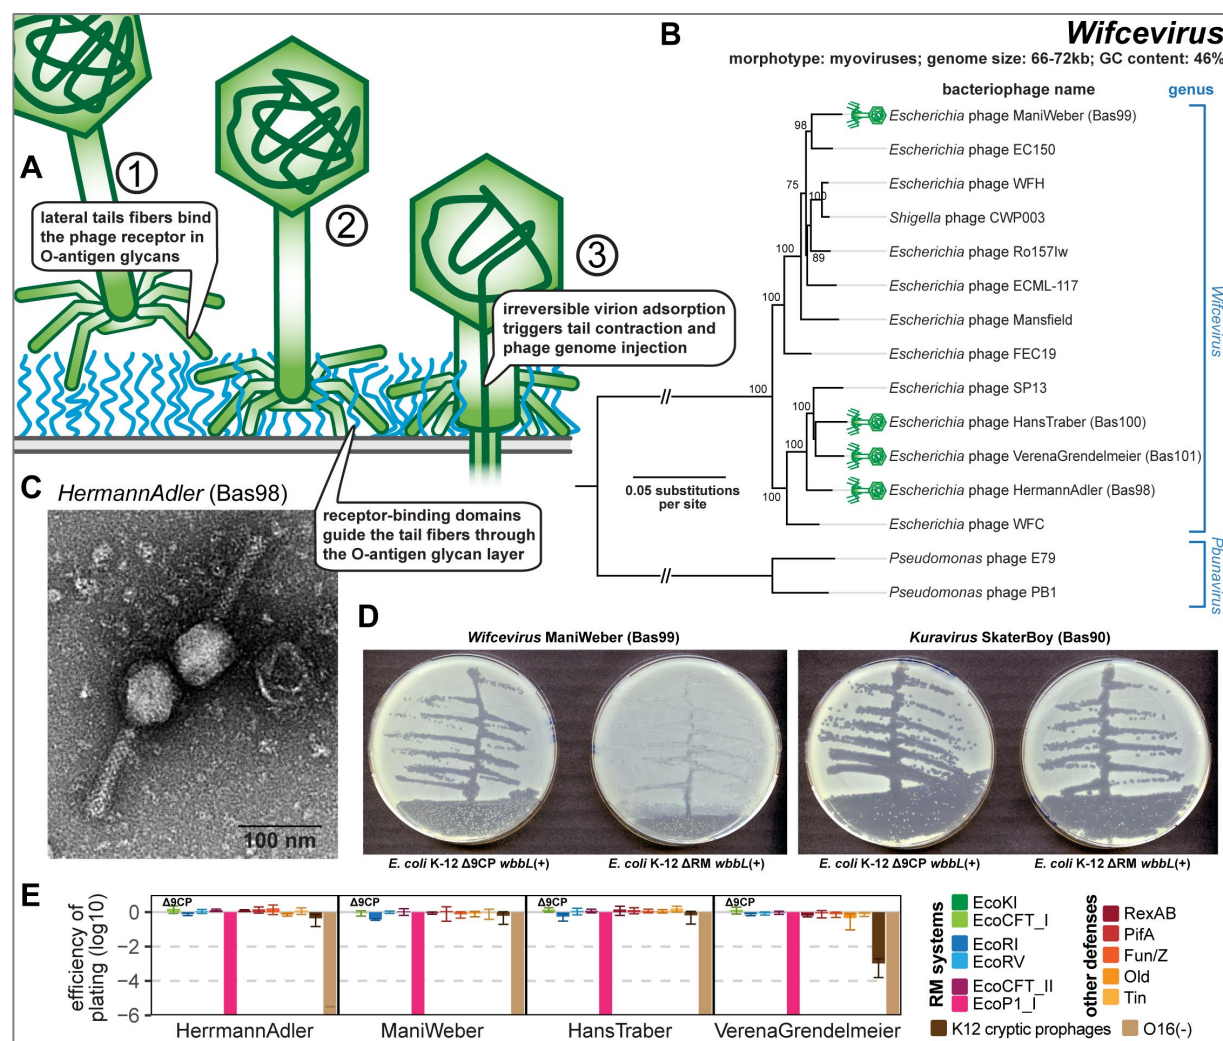 A
1
lateral tails fibers bind
the phage receptor in
O-antigen glycans
2
3
irreversible virion adsorption
triggers tail contraction and
phage genome injection
receptor-binding domains
guide the tail fibers through
the O-antigen glycan layer
B
Wifcevirus
morphotype: myoviruses; genome size: 66-72kb; GC content: 46%
bacteriophage name
genus
Escherichia phage ManiWeber (Bas99)
Escherichia phage EC150
Escherichia phage WFH
Shigella phage CWP003
Escherichia phage Ro157lw
Escherichia phage ECML-117
Escherichia phage Mansfield
Escherichia phage FEC19
Escherichia phage SP13
Escherichia phage HansTraber (Bas100)
Escherichia phage VerenaGrendelmeier (Bas101)
Escherichia phage HermannAdler (Bas98)
Escherichia phage WFC
Pseudomonas phage E79
Pseudomonas phage PB1
Wifcevirus
Pbunavirus
98
75
100
100
89
100
100
100
100
100
//
//
0.05 substitutions
per site
C
HermannAdler (Bas98)
100 nm
D
Wifcevirus ManiWeber (Bas99)
Kuravirus SkaterBoy (Bas90)
E. coli K-12 Δ9CP wbbL(+)
E. coli K-12 ΔRM wbbL(+)
E. coli K-12 Δ9CP wbbL(+)
E. coli K-12 ΔRM wbbL(+)
E
efficiency of
plating (log10)
0
−2
−4
−6
Δ9CP
Δ9CP
Δ9CP
Δ9CP
HerrmannAdler
ManiWeber
HansTraber
VerenaGrendelmeier
RM systems
EcoKI
EcoCFT_I
EcoRI
EcoRV
EcoCFT_II
EcoP1_I
K12 cryptic prophages
other defenses
RexAB
PifA
Fun/Z
Old
Tin
O16(-)